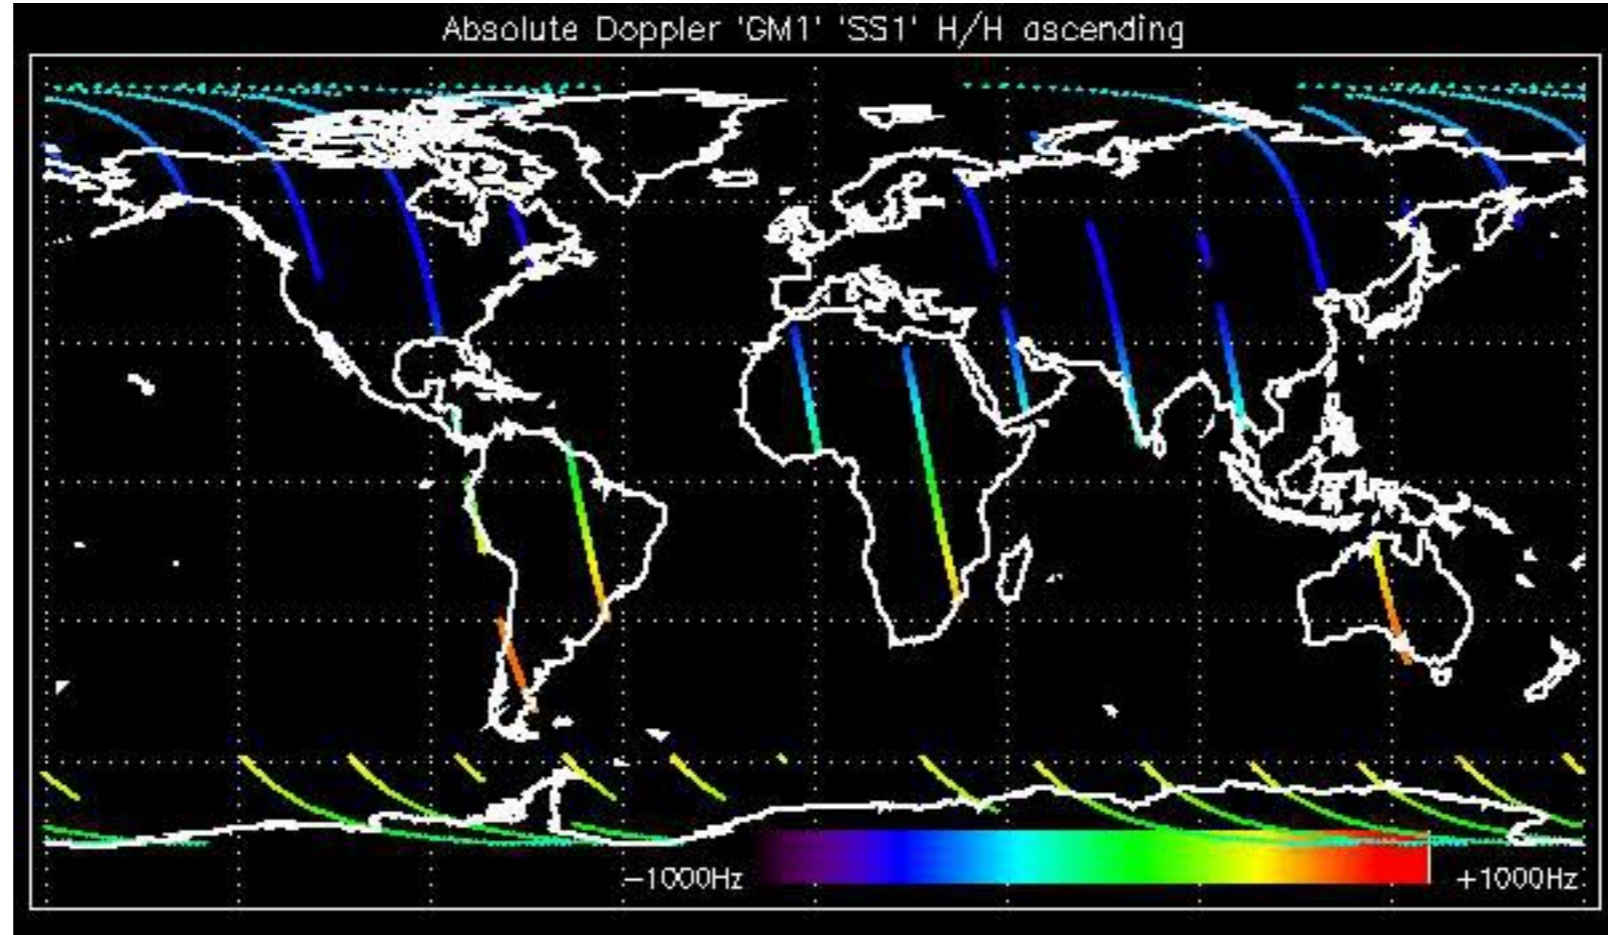 Absolute Doppler 'GM1' 'SS1' H/H ascending
-1000Hz +1000Hz